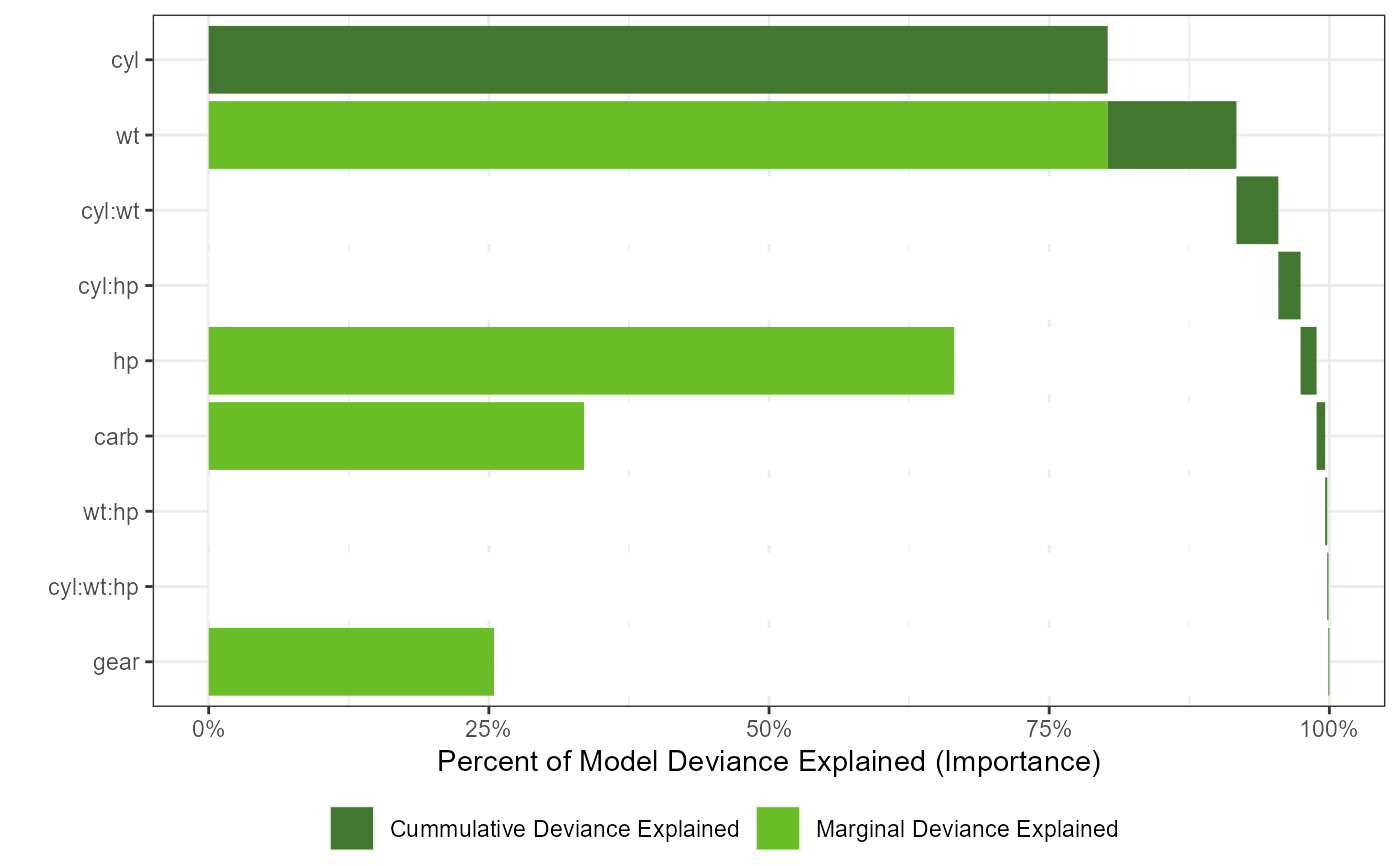 cyl
wt
cyl:wt
cyl:hp
hp
carb
wt:hp
cyl:wt:hp
gear
0% 25% 50% 75% 100%
Percent of Model Deviance Explained (Importance)
Cummulative Deviance Explained Marginal Deviance Explained